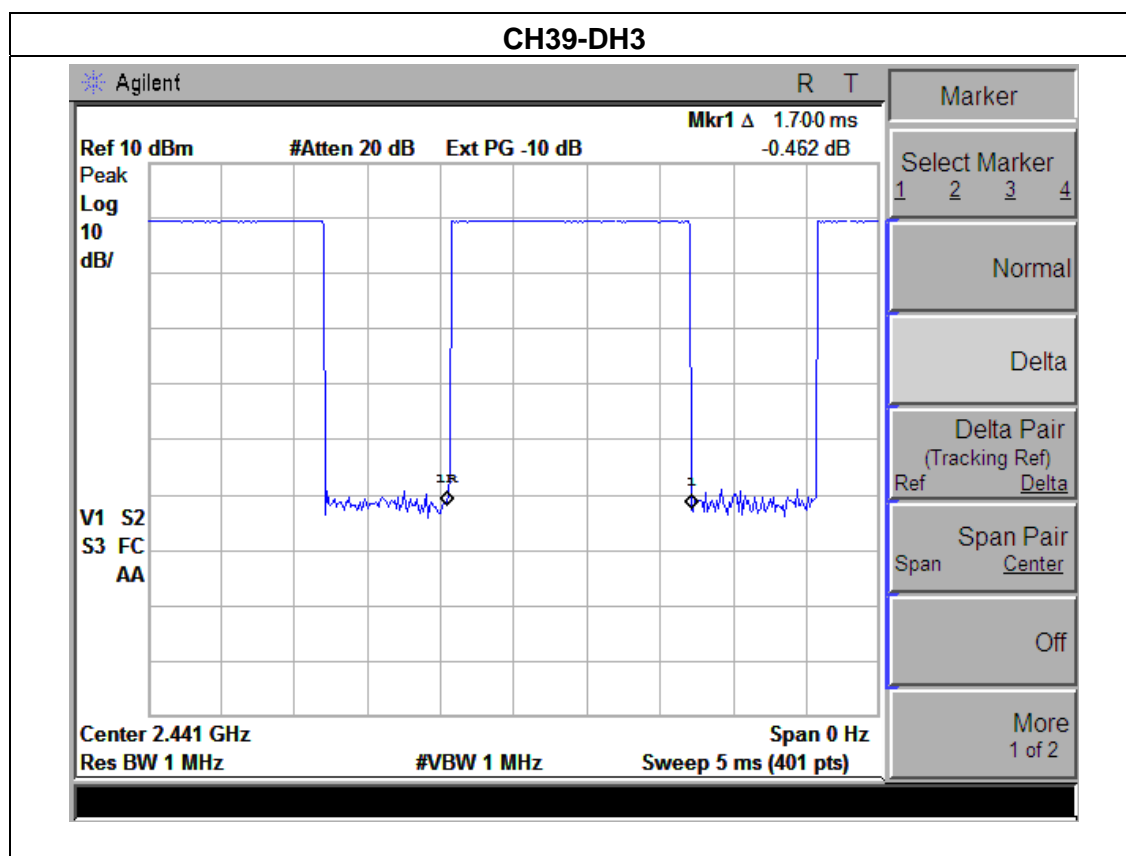 CH39-DH3
Agilent R T
Mkr1 Δ 1.700 ms
Ref 10 dBm #Atten 20 dB Ext PG -10 dB -0.462 dB
Peak
Log
10
dB/
1R
1
V1 S2
S3 FC
AA
Center 2.441 GHz Span 0 Hz
Res BW 1 MHz #VBW 1 MHz Sweep 5 ms (401 pts)
Marker
Select Marker
1 2 3 4
Normal
Delta
Delta Pair
(Tracking Ref)
Ref Delta
Span Pair
Span Center
Off
More
1 of 2